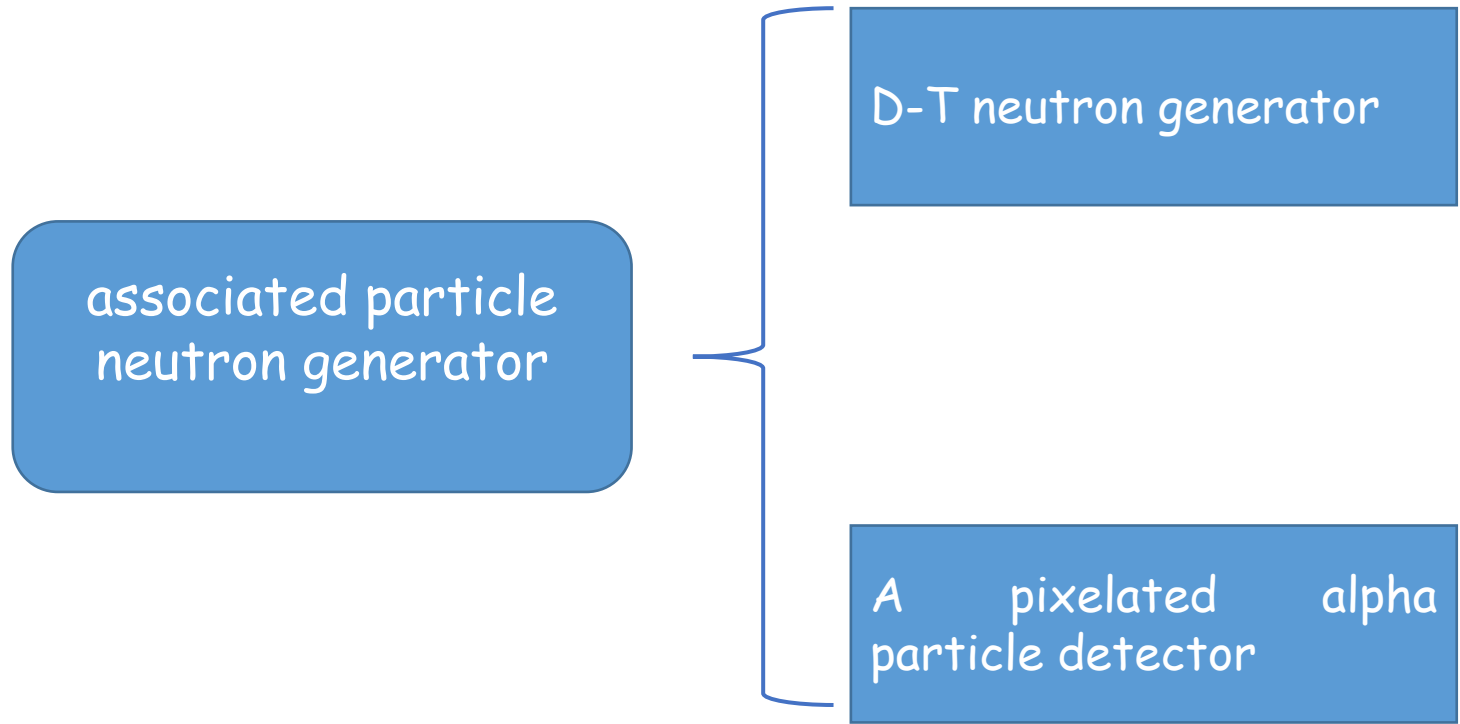 associated particle
neutron generator
D-T neutron generator
A pixelated alpha
particle detector